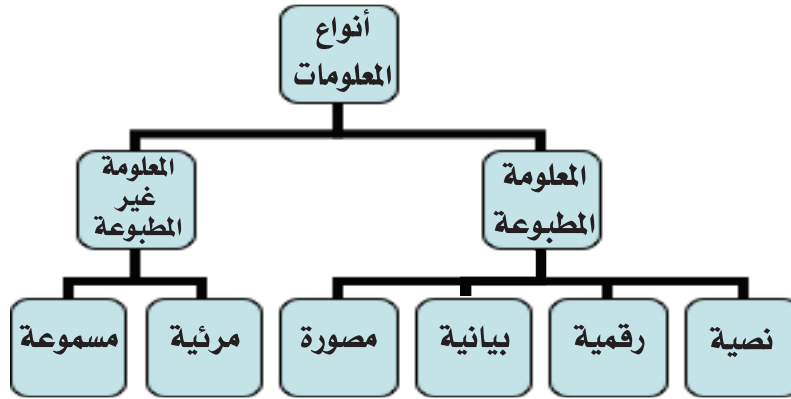 أنواع
المعلومات
المعلومة
المطبوعة
المعلومة
غير
المطبوعة
نصية
رقمية
بيانية
مصورة
مرئية
مسموعة